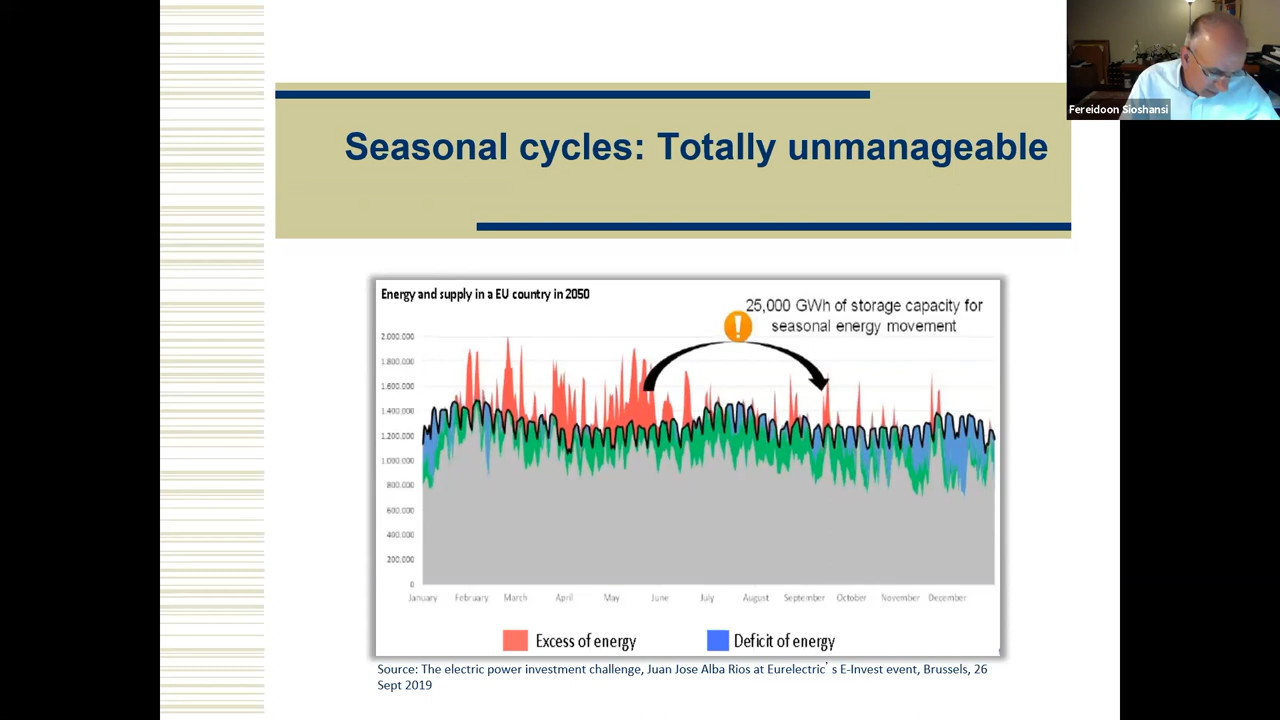 Fereidoon Sioshansi
Seasonal cycles: Totally unmanageable
Energy and supply in a EU country in 2050
25,000 GWh of storage capacity for
seasonal energy movement
!
2.000.000
1.800.000
1.600.000
1.400.000
1.200.000
1.000.000
800.000
600.000
400.000
200.000
0
January February March April May June July August September October November December
Excess of energy Deficit of energy
Source: The electric power investment challenge, Juan Jose Alba Rios at Eurelectric's E-Invest event, Brussels, 26
Sept 2019